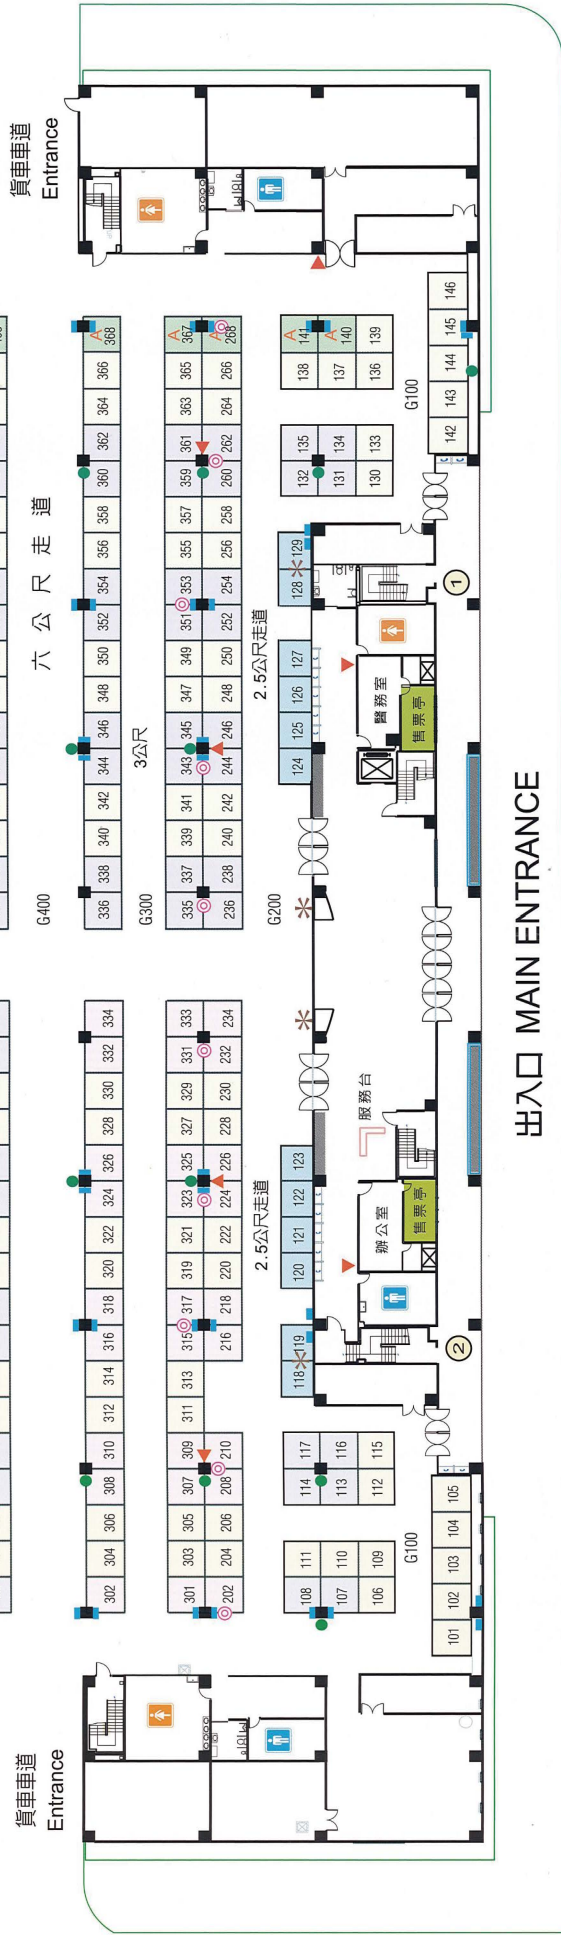 貨車車道 貨車車道
Entrance Entrance
六公尺走道
G400
302 304 306 308 310 312 314 316 318 320 322 324 326 328 330 332 334 336 338 340 342 344 346 348 350 352 354 356 358 360 362 364 366 A 368
G300 3公尺
301 303 305 307 309 311 313 315 317 319 321 323 325 327 329 331 333 335 337 339 341 343 345 347 349 351 353 355 357 359 361 363 365 A 367
202 204 206 208 210 216 218 220 222 224 226 228 230 232 234 236 238 240 242 244 246 248 250 252 254 256 258 260 262 264 266 A 268
2.5公尺走道 G200 2.5公尺走道
108 111 114 117 118 119 120 121 122 123 124 125 126 127 128 129 132 135 138 A 141
107 110 113 116 131 134 137 A 140
106 109 112 115 130 133 136 139
服務台
辦公室 醫務室
G100 G100
售票亭 售票亭
101 102 103 104 105 142 143 144 145 146
2 1
出入口 MAIN ENTRANCE